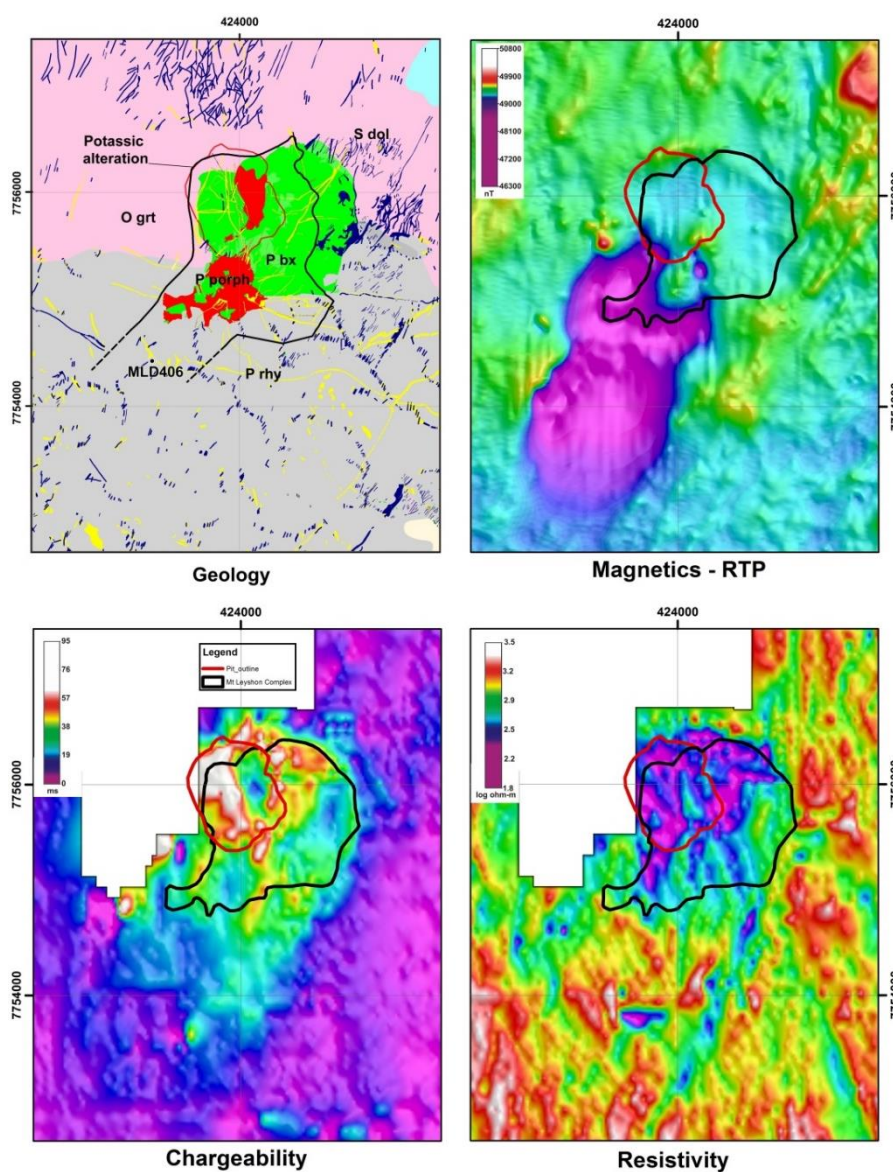 424000
424000
7756000
7754000
Potassic
alteration
S dol
O grt
P bx
P porph
MLD406
P rhy
Geology
50800
49900
49000
48100
47200
46300
nT
Magnetics - RTP
424000
424000
7756000
7754000
95
76
57
38
19
0
ms
Legend
Pit_outline
Mt Leyshon Complex
Chargeability
3.5
3.2
2.9
2.5
2.2
1.8
log ohm-m
7754000
Resistivity